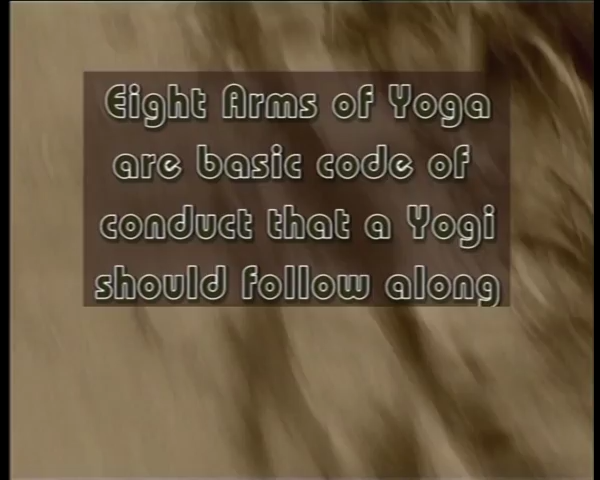 Eight Arms of Yoga
are basic code of
conduct that a Yogi
should follow along